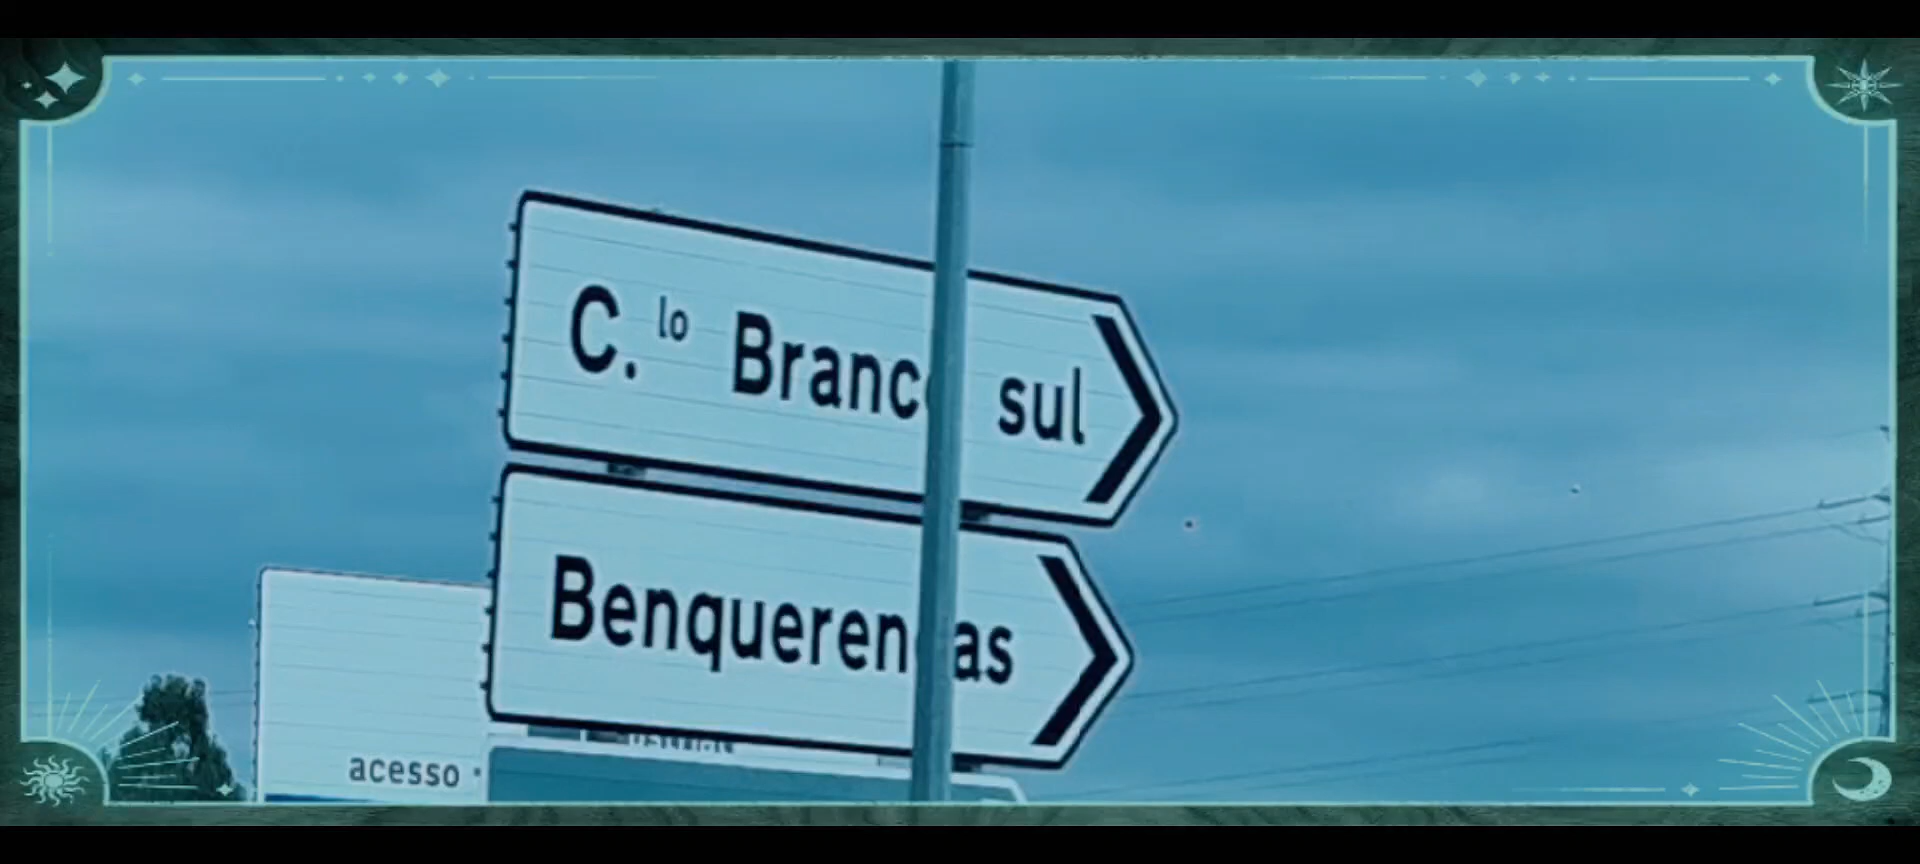 C.lo Branc sul
Benqueren as
acesso